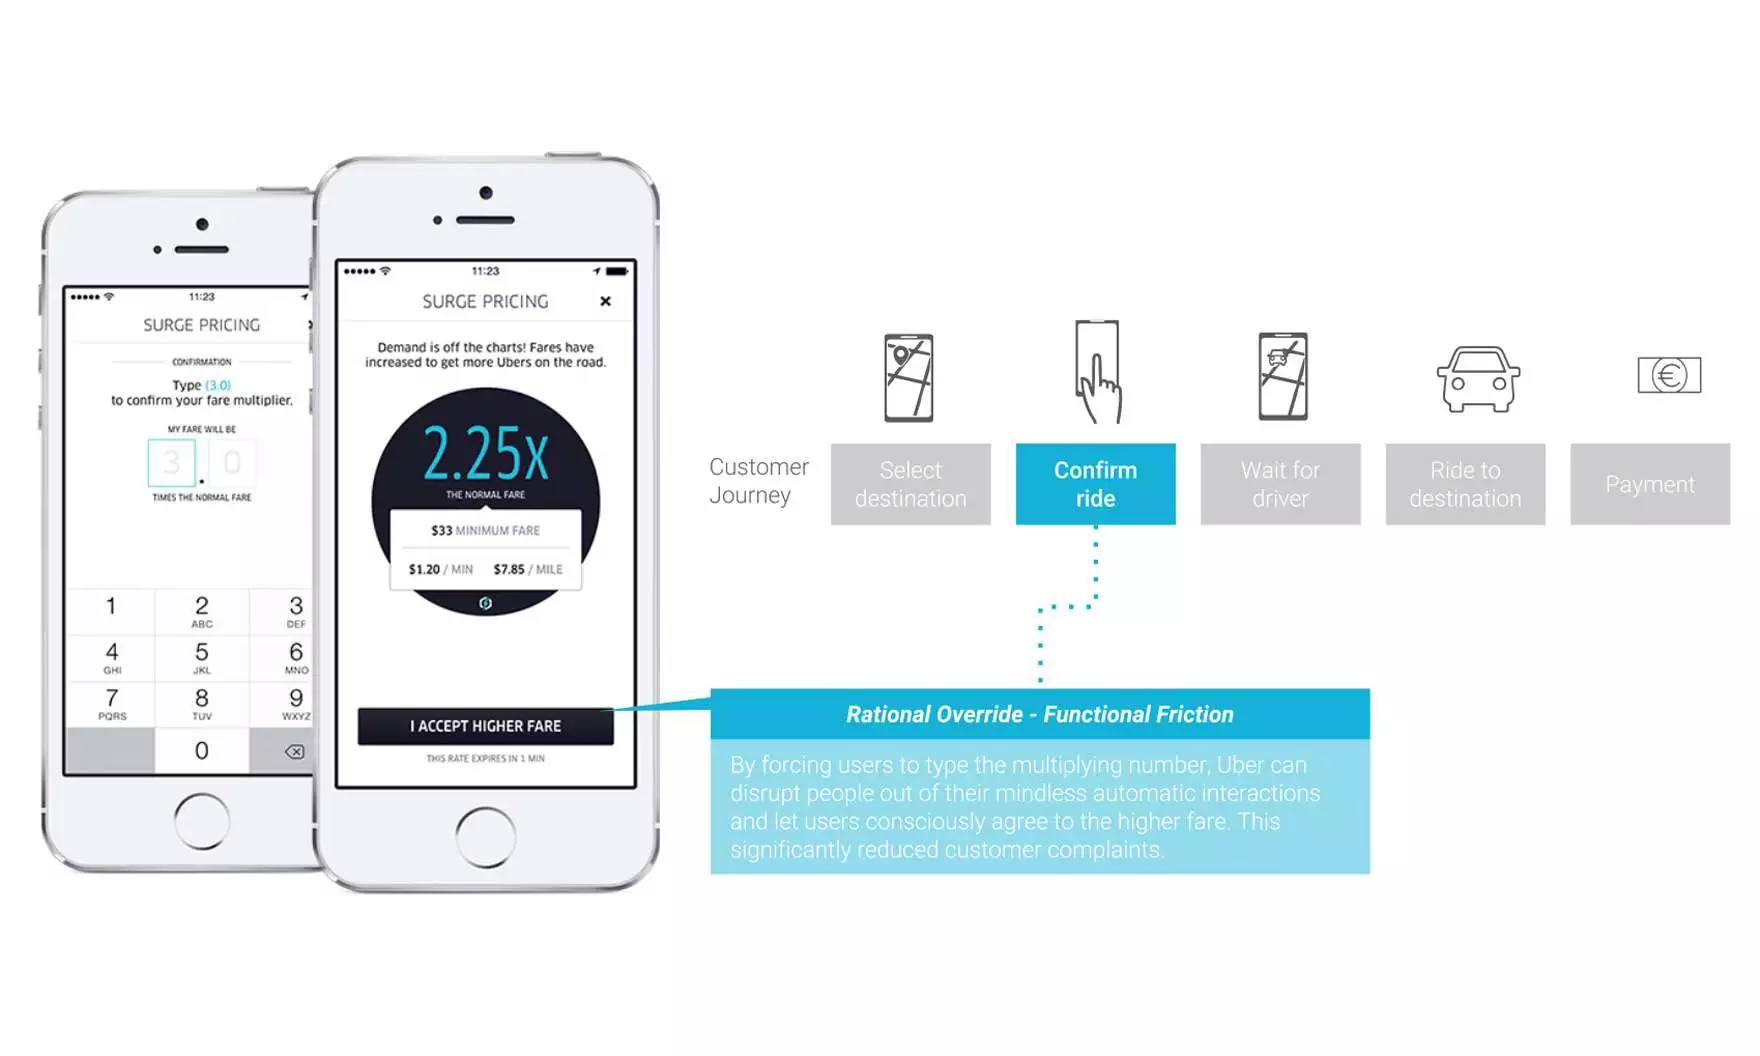 11:23
SURGE PRICING
CONFIRMATION
Type (3.0)
to confirm your fare multiplier.
MY FARE WILL BE
3.0
TIMES THE NORMAL FARE
1
2
ABC
3
DEF
4
GHI
5
JKL
6
MNO
7
PQRS
8
TUV
9
WXYZ
0
11:23
SURGE PRICING
Demand is off the charts! Fares have
increased to get more Ubers on the road.
2.25x
THE NORMAL FARE
$33 MINIMUM FARE
$1.20 / MIN $7.85 / MILE
I ACCEPT HIGHER FARE
THIS RATE EXPIRES IN 1 MIN
Customer
Journey
Select
destination
Confirm
ride
Wait for
driver
Ride to
destination
Payment
Rational Override - Functional Friction
By forcing users to type the multiplying number, Uber can
disrupt people out of their mindless automatic interactions
and let users consciously agree to the higher fare. This
significantly reduced customer complaints.